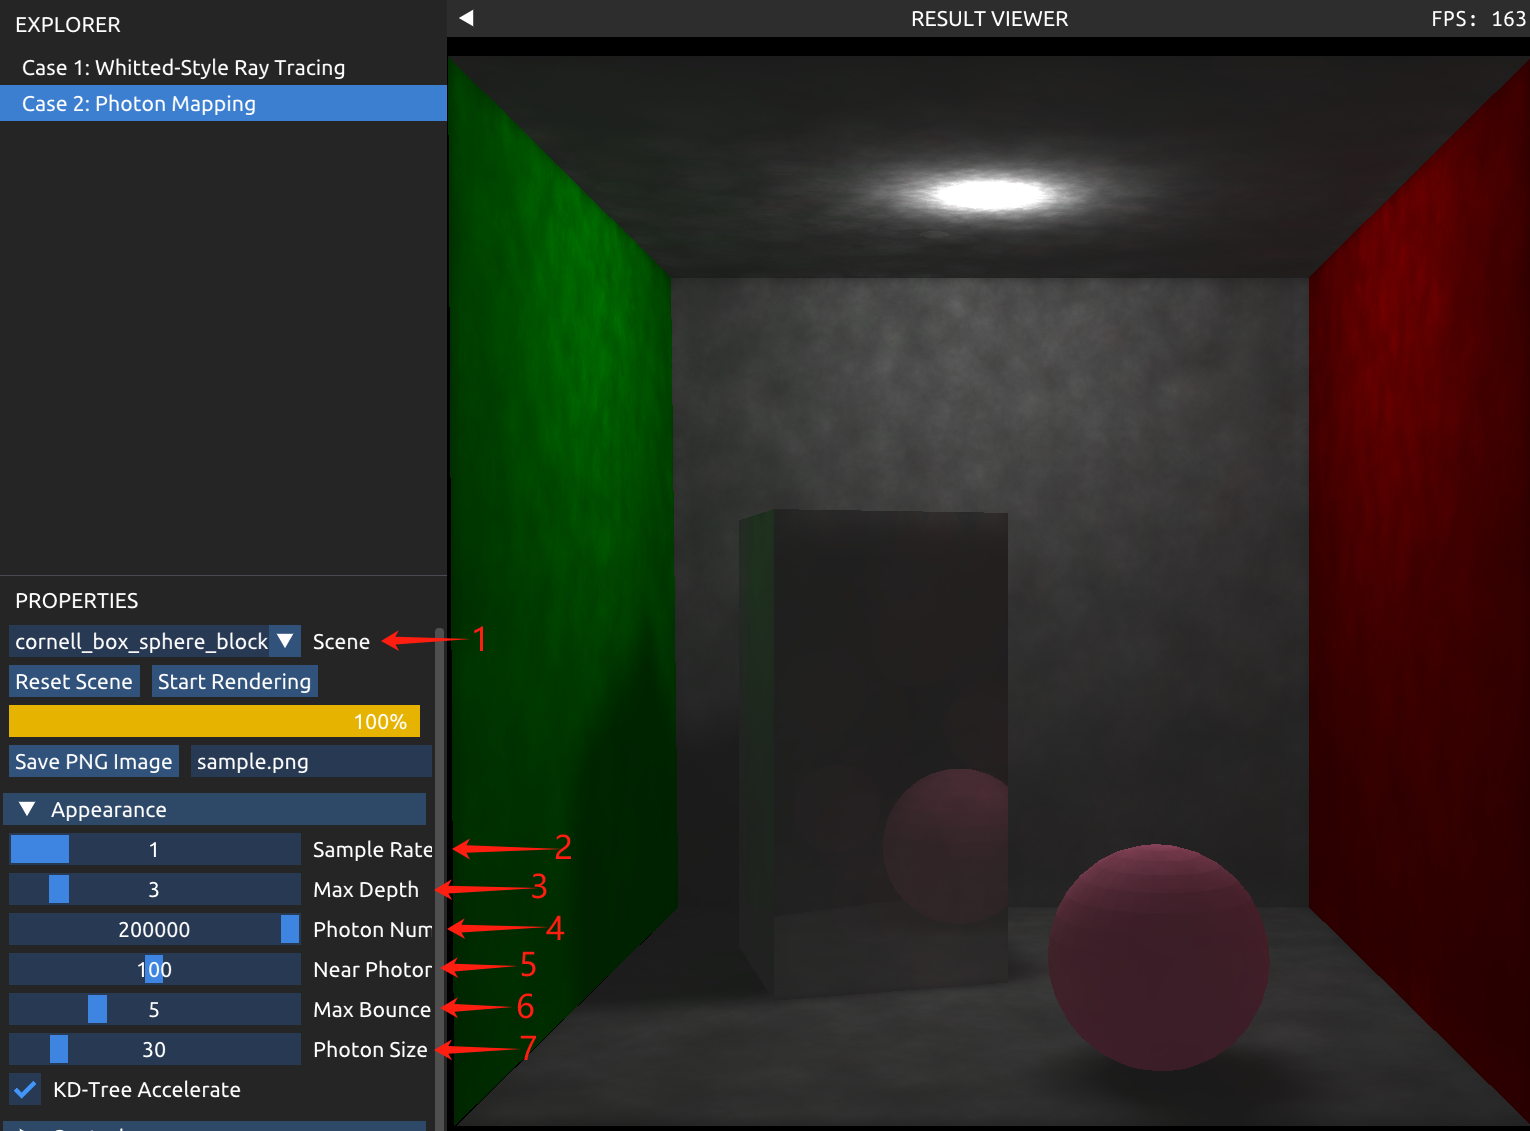 EXPLORER
RESULT VIEWER
FPS: 163
Case 1: Whitted-Style Ray Tracing
Case 2: Photon Mapping
PROPERTIES
cornell_box_sphere_block Scene 1
Reset Scene Start Rendering
100%
Save PNG Image sample.png
Appearance
1 Sample Rate 2
3 Max Depth 3
200000 Photon Num 4
100 Near Photon 5
5 Max Bounce 6
30 Photon Size 7
KD-Tree Accelerate